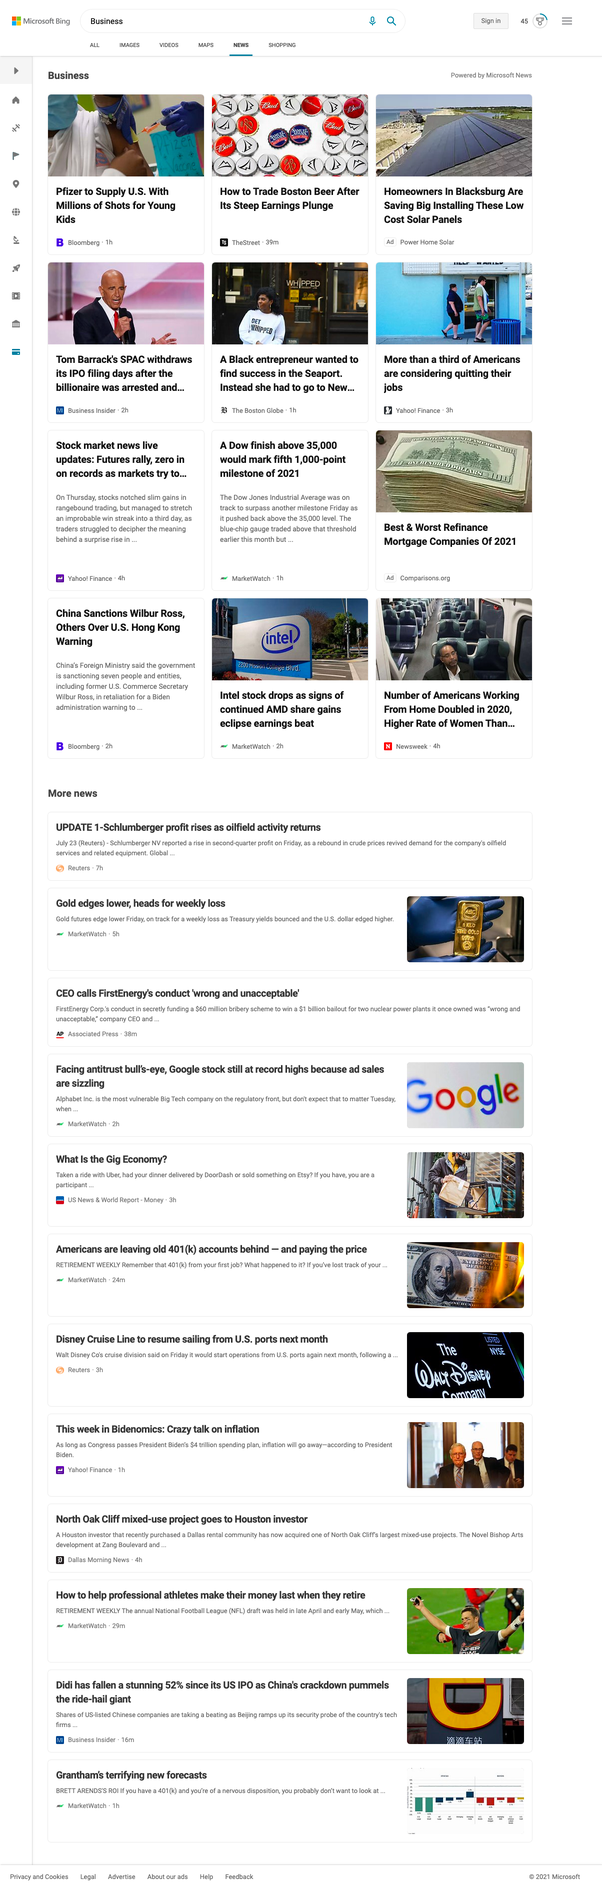 Microsoft Bing
Business
Sign in
45
ALL
IMAGES
VIDEOS
MAPS
NEWS
SHOPPING
Business
Powered by Microsoft News
Pfizer to Supply U.S. With
Millions of Shots for Young
Kids
Bloomberg · 1h
How to Trade Boston Beer After
Its Steep Earnings Plunge
TheStreet · 39m
Homeowners In Blacksburg Are
Saving Big Installing These Low
Cost Solar Panels
Ad Power Home Solar
Tom Barrack's SPAC withdraws
its IPO filing days after the
billionaire was arrested and...
Business Insider · 2h
WHIPPED
GET
WHIPPED
A Black entrepreneur wanted to
find success in the Seaport.
Instead she had to go to New...
The Boston Globe · 1h
HELP WANTED
More than a third of Americans
are considering quitting their
jobs
Yahoo! Finance · 3h
Stock market news live
updates: Futures rally, zero in
on records as markets try to...
On Thursday, stocks notched slim gains in
rangebound trading, but managed to stretch
an improbable win streak into a third day, as
traders struggled to decipher the meaning
behind a surprise rise in ...
Yahoo! Finance · 4h
A Dow finish above 35,000
would mark fifth 1,000-point
milestone of 2021
The Dow Jones Industrial Average was on
track to surpass another milestone Friday as
it pushed back above the 35,000 level. The
blue-chip gauge traded above that threshold
earlier this month but ...
MarketWatch · 1h
Best & Worst Refinance
Mortgage Companies Of 2021
Ad Comparisons.org
China Sanctions Wilbur Ross,
Others Over U.S. Hong Kong
Warning
China's Foreign Ministry said the government
is sanctioning seven people and entities,
including former U.S. Commerce Secretary
Wilbur Ross, in retaliation for a Biden
administration warning to ...
Bloomberg · 2h
intel
2200 Mission College Blvd.
Intel stock drops as signs of
continued AMD share gains
eclipse earnings beat
MarketWatch · 2h
Number of Americans Working
From Home Doubled in 2020,
Higher Rate of Women Than...
Newsweek · 4h
More news
UPDATE 1-Schlumberger profit rises as oilfield activity returns
July 23 (Reuters) - Schlumberger NV reported a rise in second-quarter profit on Friday, as a rebound in crude prices revived demand for the company's oilfield
services and related equipment. Global ...
Reuters · 7h
Gold edges lower, heads for weekly loss
Gold futures edge lower Friday, on track for a weekly loss as Treasury yields bounced and the U.S. dollar edged higher.
MarketWatch · 5h
CEO calls FirstEnergy's conduct 'wrong and unacceptable'
FirstEnergy Corp.'s conduct in secretly funding a $60 million bribery scheme to win a $1 billion bailout for two nuclear power plants it once owned was "wrong and
unacceptable," company CEO and ...
AP Associated Press · 38m
Facing antitrust bull's-eye, Google stock still at record highs because ad sales
are sizzling
Alphabet Inc. is the most vulnerable Big Tech company on the regulatory front, but don't expect that to matter Tuesday,
when ...
MarketWatch · 2h
Google
What Is the Gig Economy?
Taken a ride with Uber, had your dinner delivered by DoorDash or sold something on Etsy? If you have, you are a
participant ...
US News & World Report - Money · 3h
Americans are leaving old 401(k) accounts behind — and paying the price
RETIREMENT WEEKLY Remember that 401(k) from your first job? What happened to it? If you've lost track of your ...
MarketWatch · 24m
Disney Cruise Line to resume sailing from U.S. ports next month
Walt Disney Co's cruise division said on Friday it would start operations from U.S. ports again next month, following a ...
Reuters · 3h
LISTED
NYSE
The
Walt Disney
Company
This week in Bidenomics: Crazy talk on inflation
As long as Congress passes President Biden's $4 trillion spending plan, inflation will go away—according to President
Biden.
Yahoo! Finance · 1h
North Oak Cliff mixed-use project goes to Houston investor
A Houston investor that recently purchased a Dallas rental community has now acquired one of North Oak Cliff's largest mixed-use projects. The Novel Bishop Arts
development at Zang Boulevard and ...
Dallas Morning News · 4h
How to help professional athletes make their money last when they retire
RETIREMENT WEEKLY The annual National Football League (NFL) draft was held in late April and early May, which ...
MarketWatch · 29m
Didi has fallen a stunning 52% since its US IPO as China's crackdown pummels
the ride-hail giant
Shares of US-listed Chinese companies are taking a beating as Beijing ramps up its security probe of the country's tech
firms ...
Business Insider · 16m
滴滴车站
Grantham's terrifying new forecasts
BRETT ARENDS'S ROI If you have a 401(k) and you're of a nervous disposition, you probably don't want to look at ...
MarketWatch · 1h
Privacy and Cookies
Legal
Advertise
About our ads
Help
Feedback
© 2021 Microsoft